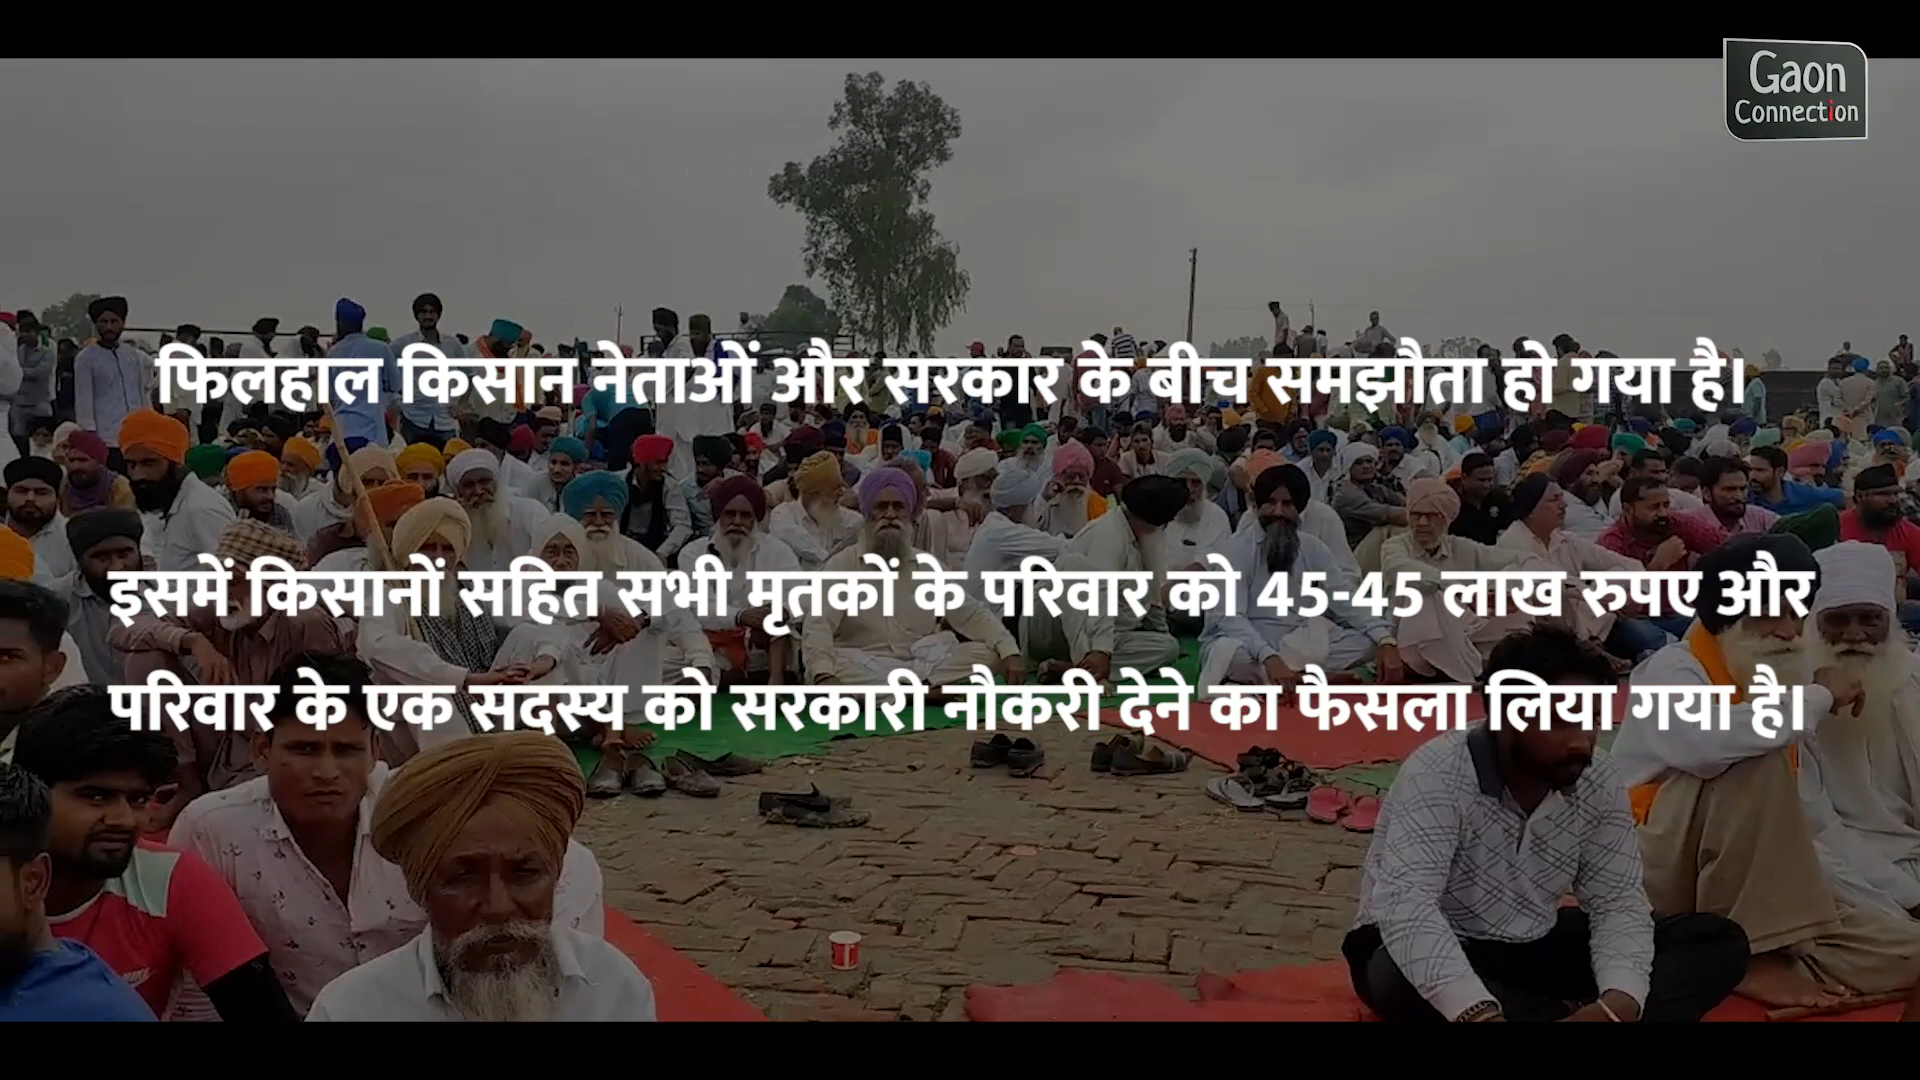 Gaon
Connection
फिलहाल किसान नेताओं और सरकार के बीच समझौता हो गया है।
इसमें किसानों सहित सभी मृतकों के परिवार को 45-45 लाख रुपए और
परिवार के एक सदस्य को सरकारी नौकरी देने का फैसला लिया गया है।